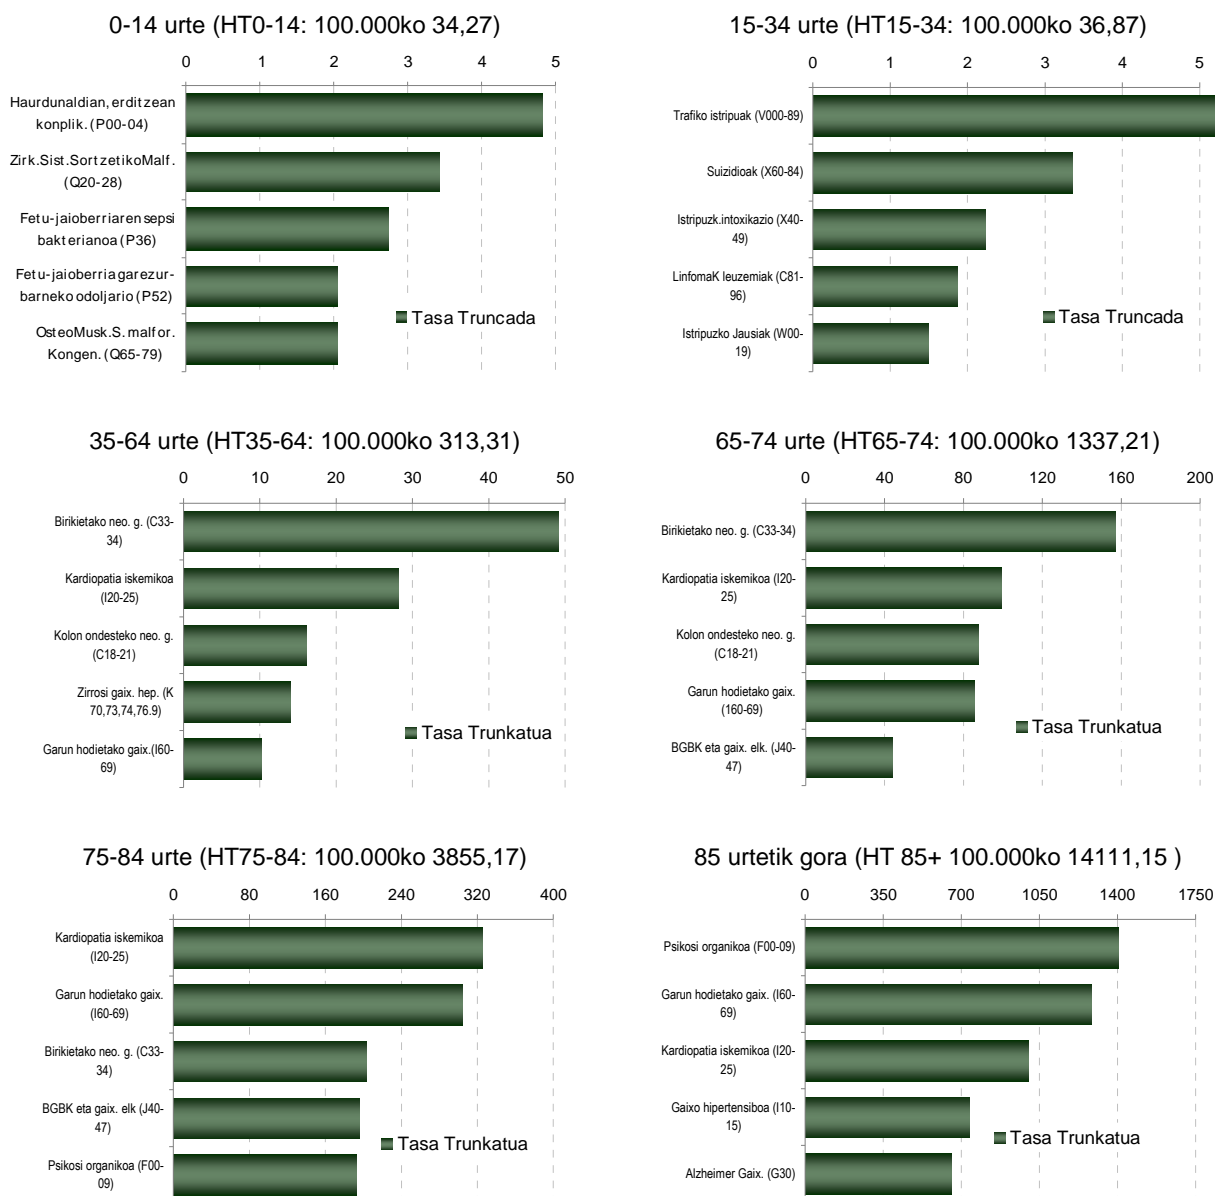 0-14 urte (HT0-14: 100.000ko 34,27)
0 1 2 3 4 5
Haurdunaldian, erditzean
konplik. (P00-04)
Zirk.Sist.SortzetikoMalf.
(Q20-28)
Fetu-jaioberriaren sepsi
bakterianoa (P36)
Fetu-jaioberria garezur-
barneko odoljario (P52)
OsteoMusk.S. malfor.
Kongen. (Q65-79)
Tasa Truncada
15-34 urte (HT15-34: 100.000ko 36,87)
0 1 2 3 4 5
Trafiko istripuak (V000-89)
Suizidioak (X60-84)
Istripuzk.intoxikazio (X40-
49)
LinfomaK leuzemiak (C81-
96)
Istripuzko Jausiak (W00-
19)
Tasa Truncada
35-64 urte (HT35-64: 100.000ko 313,31)
0 10 20 30 40 50
Birikietako neo. g. (C33-
34)
Kardiopatia iskemikoa
(I20-25)
Kolon ondesteko neo. g.
(C18-21)
Zirrosi gaix. hep. (K
70,73,74,76.9)
Garun hodietako gaix.(I60-
69)
Tasa Trunkatua
65-74 urte (HT65-74: 100.000ko 1337,21)
0 40 80 120 160 200
Birikietako neo. g. (C33-34)
Kardiopatia iskemikoa (I20-
25)
Kolon ondesteko neo. g.
(C18-21)
Garun hodietako gaix.
(160-69)
BGBK eta gaix. elk. (J40-
47)
Tasa Trunkatua
75-84 urte (HT75-84: 100.000ko 3855,17)
0 80 160 240 320 400
Kardiopatia iskemikoa
(I20-25)
Garun hodietako gaix.
(I60-69)
Birikietako neo. g. (C33-
34)
BGBK eta gaix. elk (J40-
47)
Psikosi organikoa (F00-
09)
Tasa Trunkatua
85 urtetik gora (HT 85+ 100.000ko 14111,15 )
0 350 700 1050 1400 1750
Psikosi organikoa (F00-09)
Garun hodietako gaix. (I60-
69)
Kardiopatia iskemikoa (I20-
25)
Gaixo hipertensiboa (I10-
15)
Alzheimer Gaix. (G30)
Tasa Trunkatua